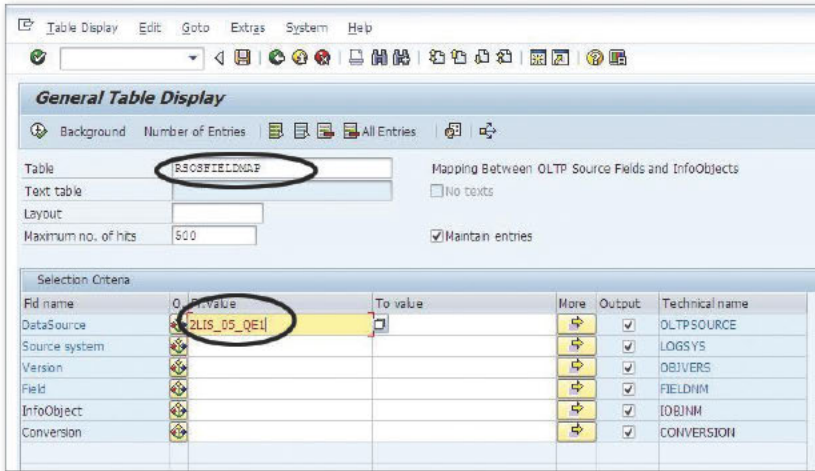 Table Display Edit Goto Extras System Help
General Table Display
Background Number of Entries All Entries
Table RSOSFIELDMAP Mapping Between OLTP Source Fields and InfoObjects
Text table No texts
Layout
Maximum no. of hits 500 Maintain entries
Selection Criteria
Fld name O. Fr.Value To value More Output Technical name
DataSource 2LIS_05_QE1 OLTPSOURCE
Source system LOGSYS
Version OBJVERS
Field FIELDNM
InfoObject IOBJNM
Conversion CONVERSION